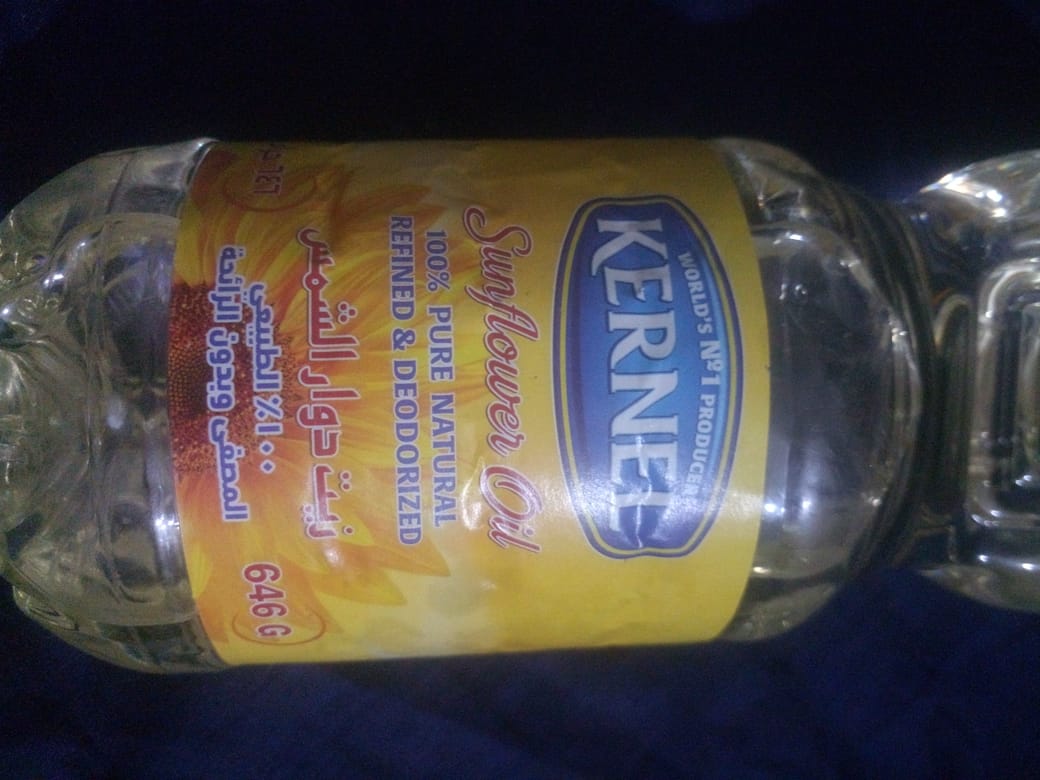 WORLD'S Nº1 PRODUCER
KERNEL
Sunflower Oil
100% PURE NATURAL
REFINED & DEODORIZED
زيت دوار الشمس
١٠٠٪ الطبيعي
المصفى وبدون الرائحة
646 G
٦٤٦